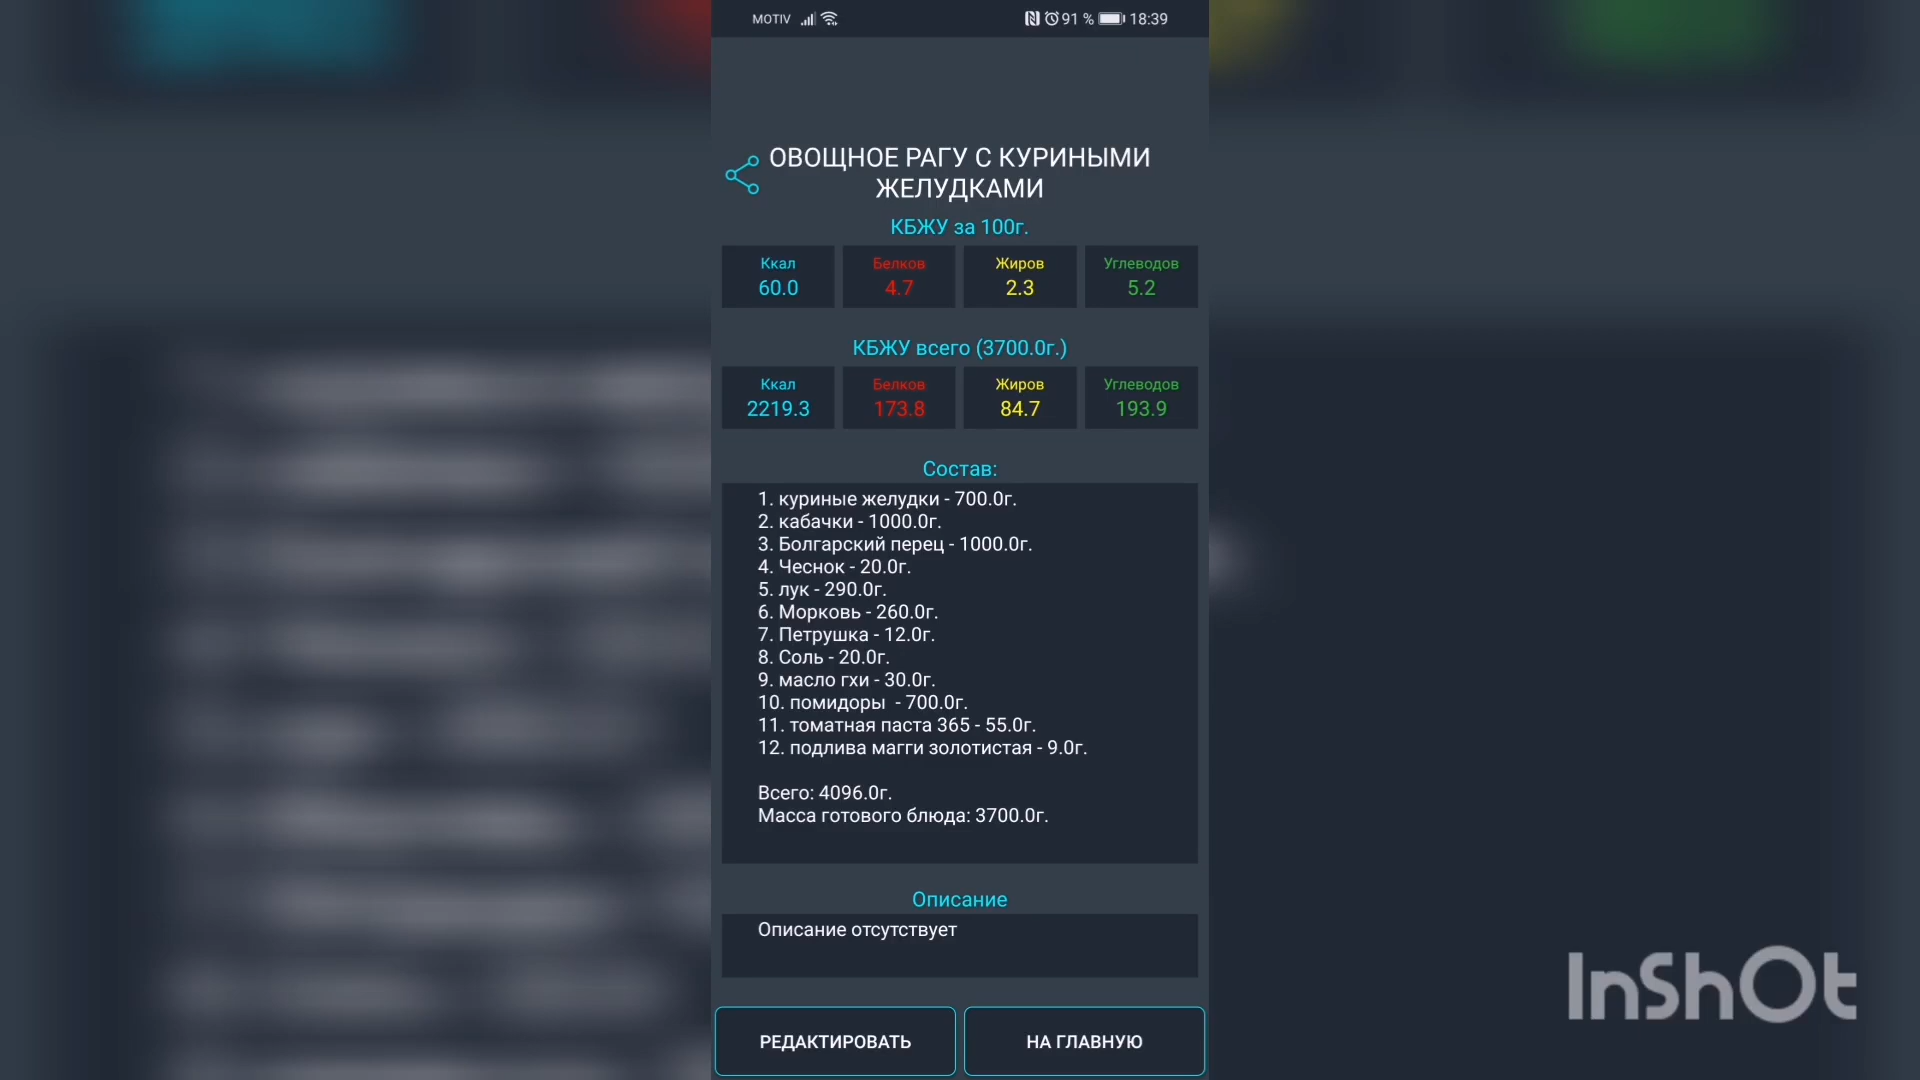 MOTIV 91 % 18:39
ОВОЩНОЕ РАГУ С КУРИНЫМИ
ЖЕЛУДКАМИ
КБЖУ за 100г.
Ккал Белков Жиров Углеводов
60.0 4.7 2.3 5.2
КБЖУ всего (3700.0г.)
Ккал Белков Жиров Углеводов
2219.3 173.8 84.7 193.9
Состав:
1. куриные желудки - 700.0г.
2. кабачки - 1000.0г.
3. Болгарский перец - 1000.0г.
4. Чеснок - 20.0г.
5. лук - 290.0г.
6. Морковь - 260.0г.
7. Петрушка - 12.0г.
8. Соль - 20.0г.
9. масло гхи - 30.0г.
10. помидоры  - 700.0г.
11. томатная паста 365 - 55.0г.
12. подлива магги золотистая - 9.0г.
Всего: 4096.0г.
Масса готового блюда: 3700.0г.
Описание
Описание отсутствует
РЕДАКТИРОВАТЬ НА ГЛАВНУЮ
InShOt